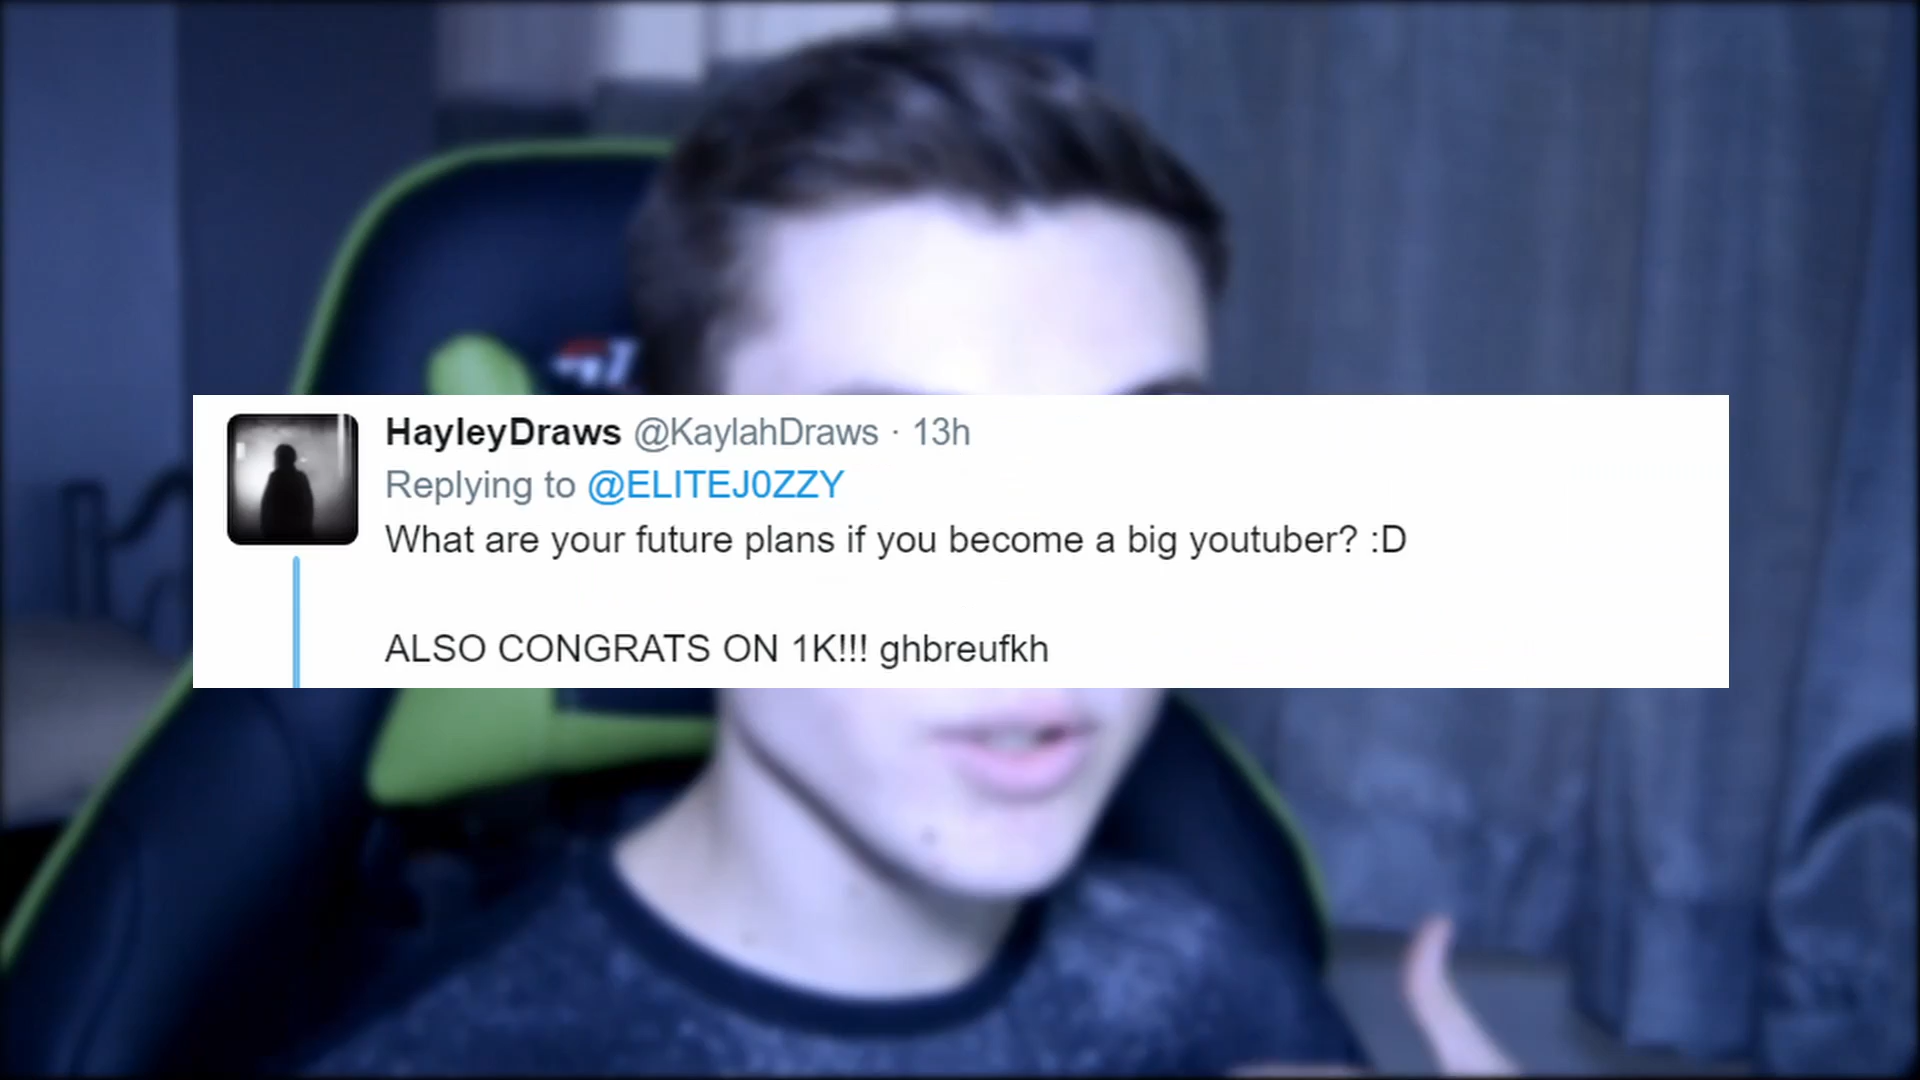 HayleyDraws @KaylahDraws · 13h
Replying to @ELITEJ0ZZY
What are your future plans if you become a big youtuber? :D
ALSO CONGRATS ON 1K!!! ghbreufkh